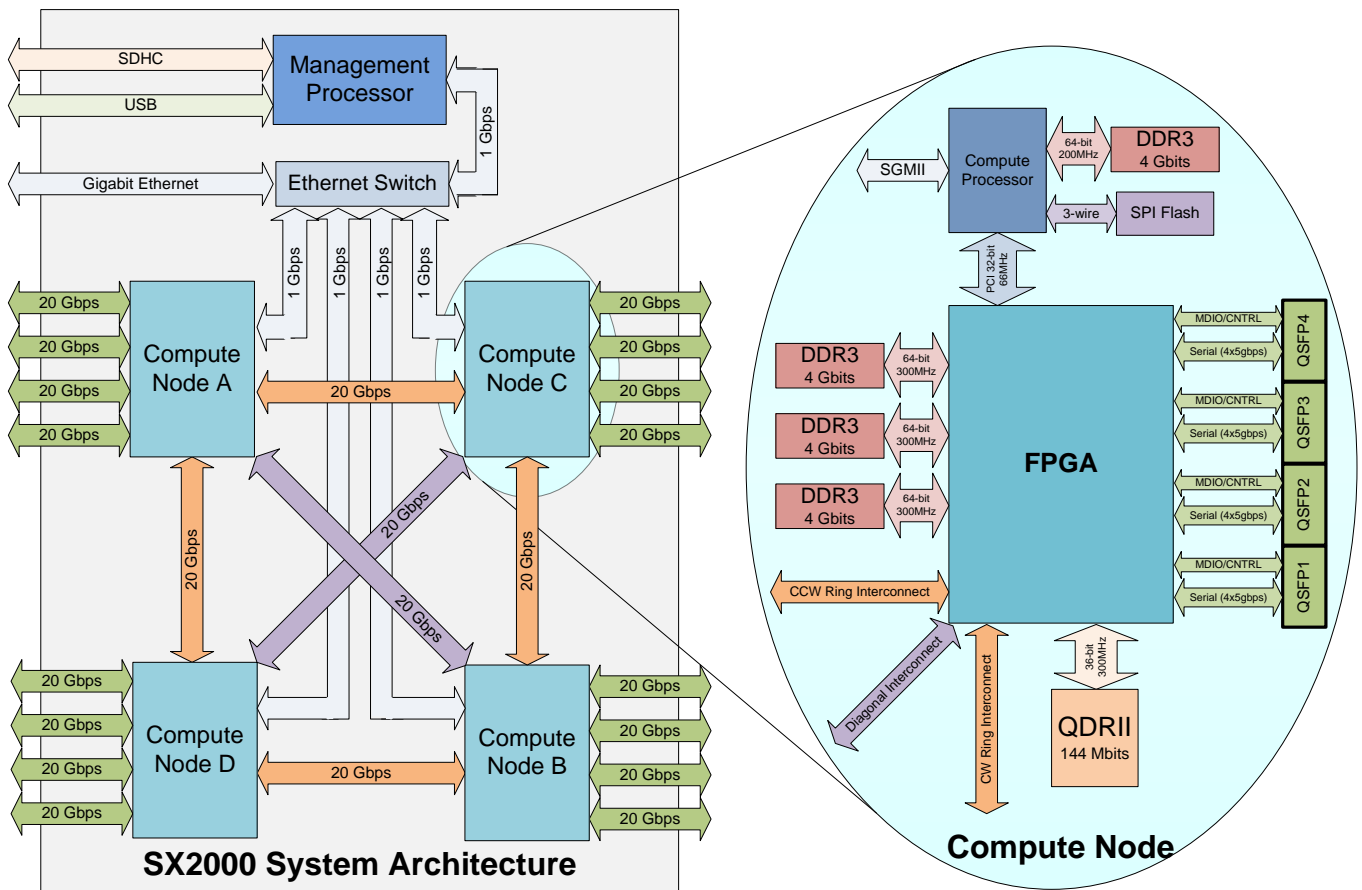 SDHC
USB
Management
Processor
1 Gbps
Gigabit Ethernet
Ethernet Switch
1 Gbps
1 Gbps
1 Gbps
1 Gbps
20 Gbps
20 Gbps
20 Gbps
20 Gbps
Compute
Node A
20 Gbps
Compute
Node C
20 Gbps
20 Gbps
20 Gbps
20 Gbps
20 Gbps
20 Gbps
20 Gbps
20 Gbps
20 Gbps
20 Gbps
20 Gbps
20 Gbps
Compute
Node D
20 Gbps
Compute
Node B
20 Gbps
20 Gbps
20 Gbps
20 Gbps
SX2000 System Architecture
SGMII
Compute
Processor
64-bit
200MHz
DDR3
4 Gbits
3-wire
SPI Flash
PCI 32-bit
66MHz
DDR3
4 Gbits
64-bit
300MHz
DDR3
4 Gbits
64-bit
300MHz
DDR3
4 Gbits
64-bit
300MHz
FPGA
MDIO/CNTRL
Serial (4x5gbps)
QSFP4
MDIO/CNTRL
Serial (4x5gbps)
QSFP3
MDIO/CNTRL
Serial (4x5gbps)
QSFP2
MDIO/CNTRL
Serial (4x5gbps)
QSFP1
CCW Ring Interconnect
Diagonal Interconnect
CW Ring Interconnect
36-bit
300MHz
QDRII
144 Mbits
Compute Node